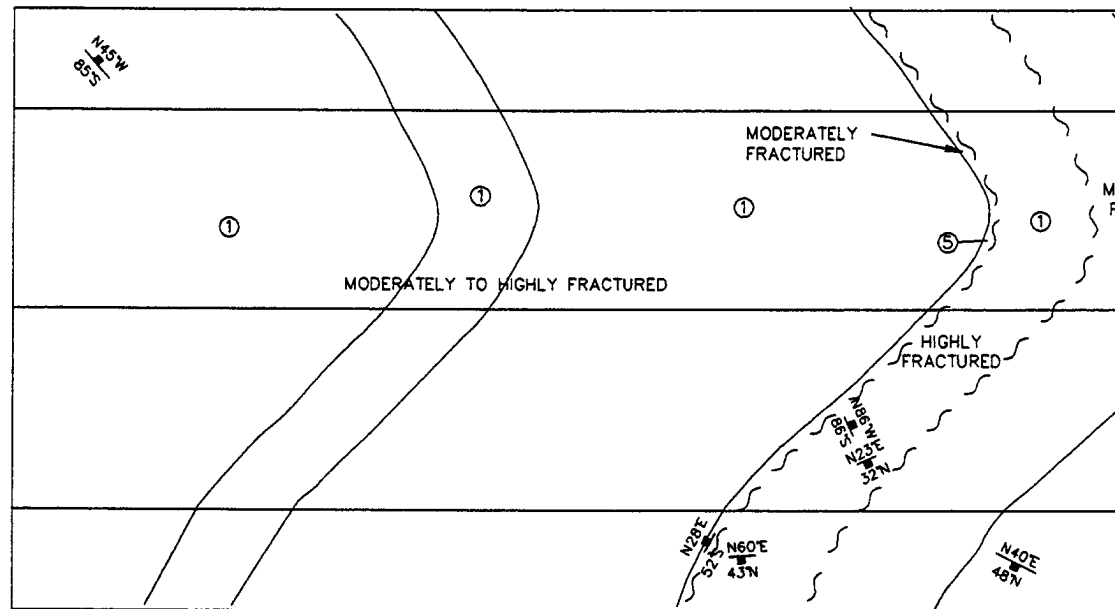 N45°W
85°S
MODERATELY
FRACTURED
1
1
1
1
M
F
5
MODERATELY TO HIGHLY FRACTURED
HIGHLY
FRACTURED
N86°W
86°S
N23°E
32°N
N28°E
52°S
N60°E
43°N
N40°E
48°N